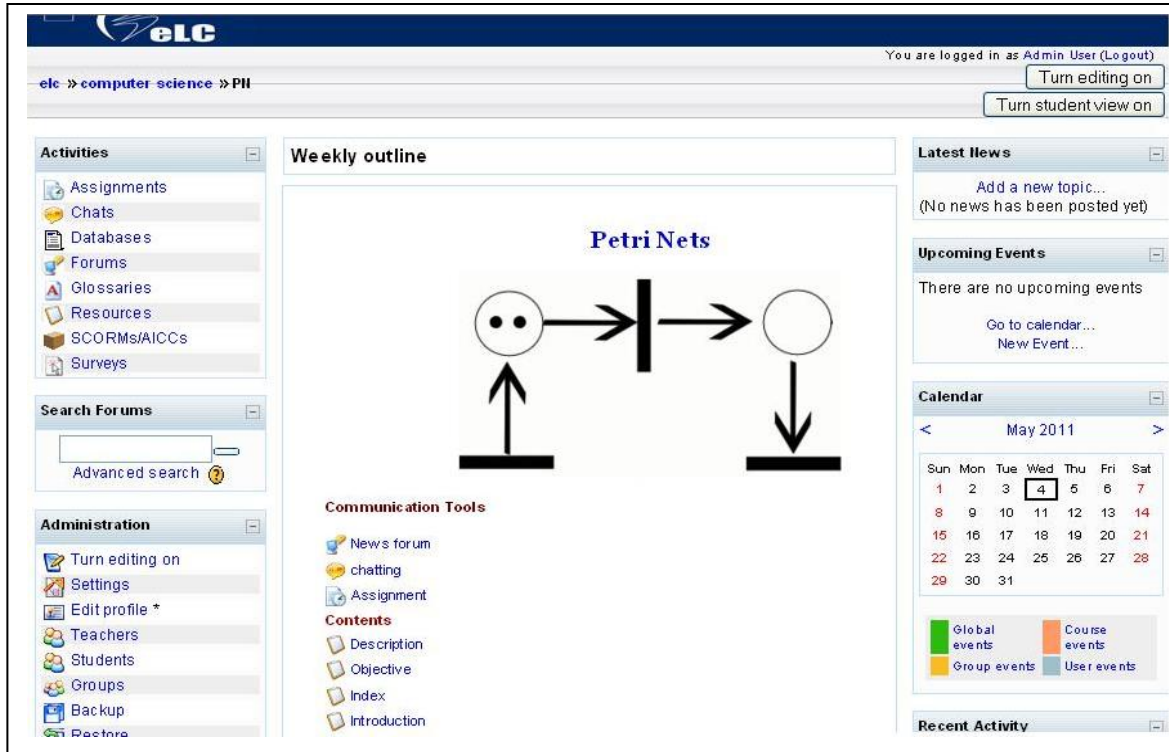 eLC
You are logged in as Admin User (Logout)
elc » computer science » PN
Turn editing on
Turn student view on
Activities
Assignments
Chats
Databases
Forums
Glossaries
Resources
SCORMs/AICCs
Surveys
Search Forums
Advanced search
Administration
Turn editing on
Settings
Edit profile *
Teachers
Students
Groups
Backup
Restore
Weekly outline
Petri Nets
Communication Tools
News forum
chatting
Assignment
Contents
Description
Objective
Index
Introduction
Latest News
Add a new topic...
(No news has been posted yet)
Upcoming Events
There are no upcoming events
Go to calendar...
New Event...
Calendar
< May 2011 >
Sun Mon Tue Wed Thu Fri Sat
1 2 3 4 5 6 7
8 9 10 11 12 13 14
15 16 17 18 19 20 21
22 23 24 25 26 27 28
29 30 31
Global events
Course events
Group events
User events
Recent Activity